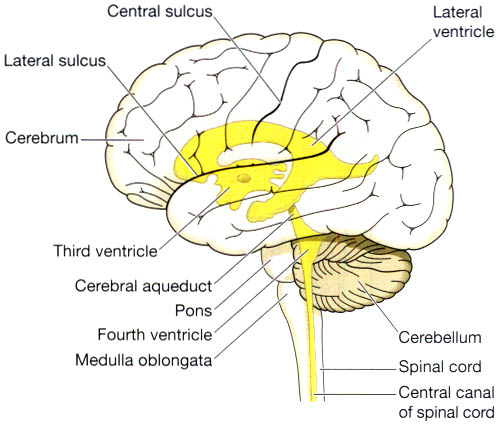 Central sulcus
Lateral
ventricle
Lateral sulcus
Cerebrum
Third ventricle
Cerebral aqueduct
Pons
Fourth ventricle
Medulla oblongata
Cerebellum
Spinal cord
Central canal
of spinal cord